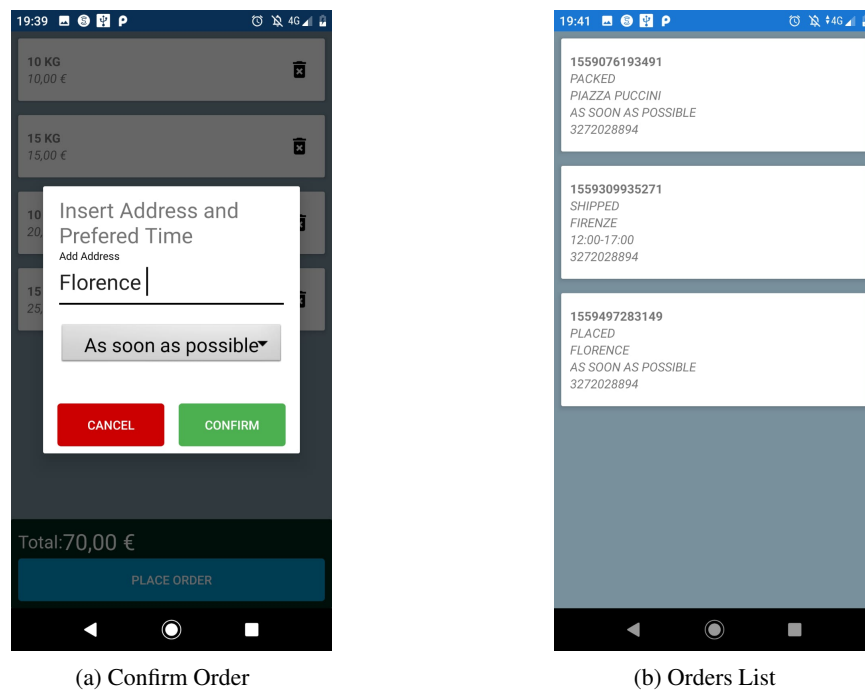 19:39
4G
10 KG
10,00 €
15 KG
15,00 €
10
20,
15
25,
Insert Address and
Prefered Time
Add Address
Florence
As soon as possible
CANCEL
CONFIRM
Total:70,00 €
PLACE ORDER
(a) Confirm Order
19:41
4G
1559076193491
PACKED
PIAZZA PUCCINI
AS SOON AS POSSIBLE
3272028894
1559309935271
SHIPPED
FIRENZE
12:00-17:00
3272028894
1559497283149
PLACED
FLORENCE
AS SOON AS POSSIBLE
3272028894
(b) Orders List